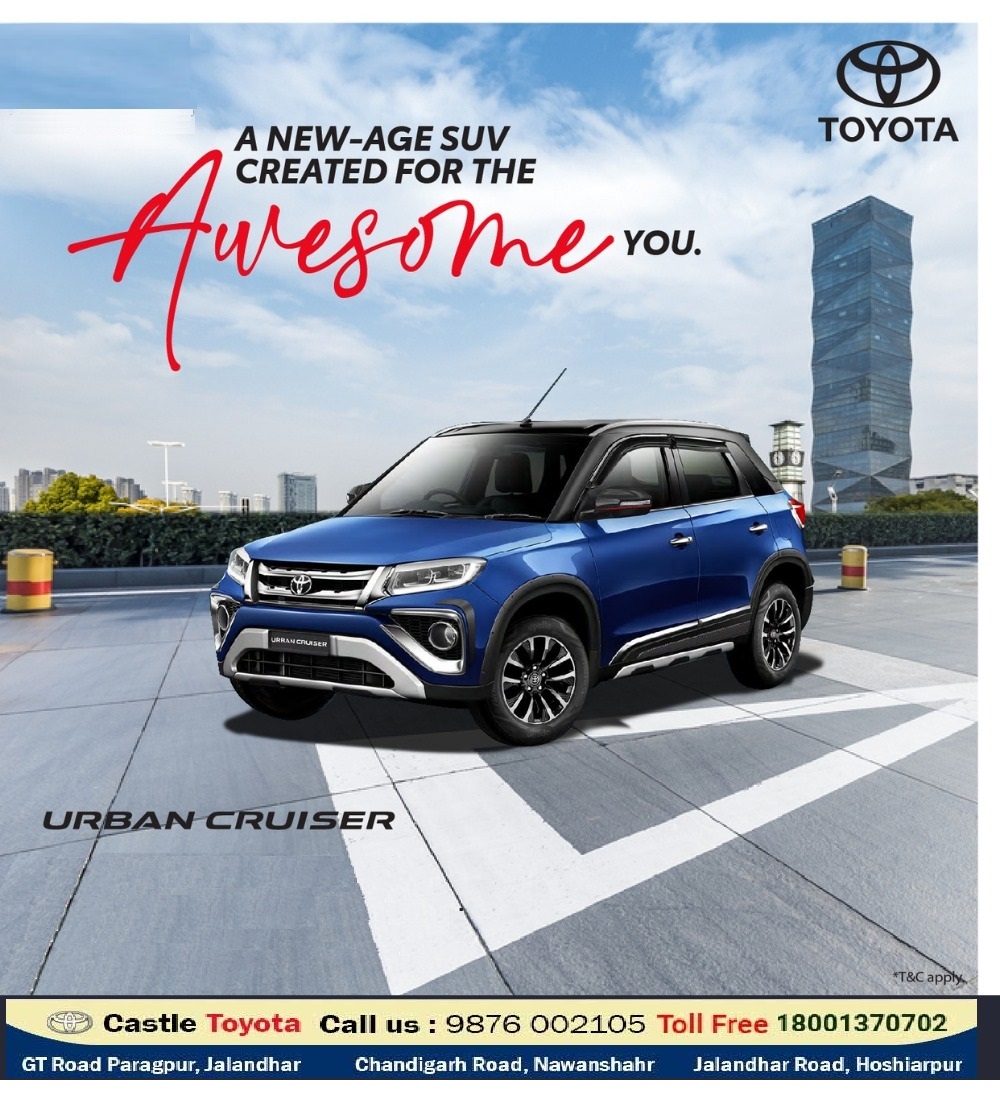 TOYOTA
A NEW-AGE SUV
CREATED FOR THE
Awesome YOU.
URBAN CRUISER
URBAN CRUISER
*T&C apply.
Castle Toyota Call us : 9876 002105 Toll Free 18001370702
GT Road Paragpur, Jalandhar Chandigarh Road, Nawanshahr Jalandhar Road, Hoshiarpur